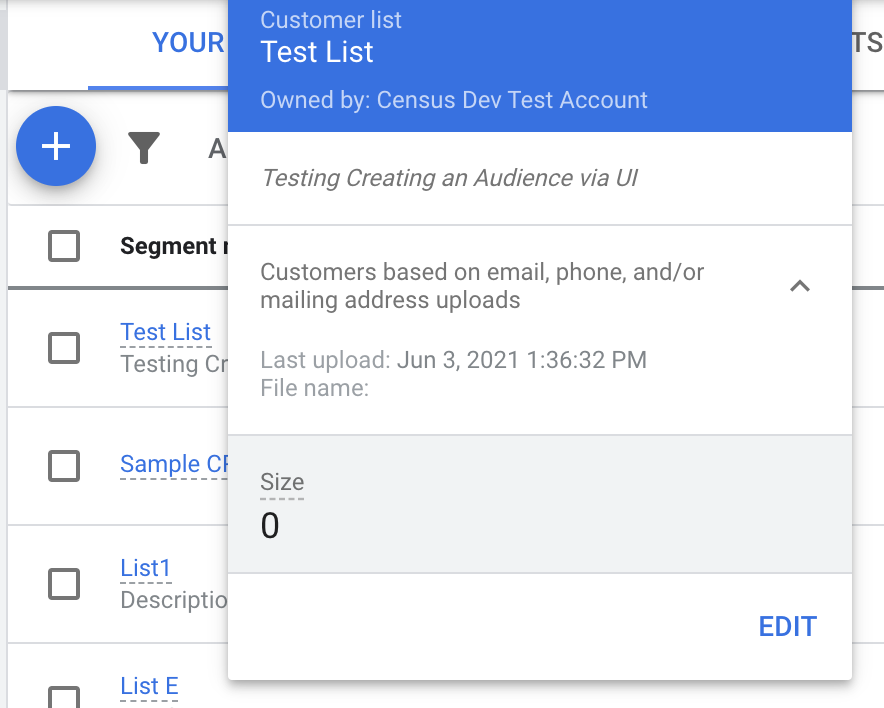 Customer list
Test List
Owned by: Census Dev Test Account
YOUR
TS
A
Testing Creating an Audience via UI
Segment
Customers based on email, phone, and/or
mailing address uploads
Test List
Testing Cr
Last upload: Jun 3, 2021 1:36:32 PM
File name:
Sample CR
Size
0
List1
Descriptio
EDIT
List E